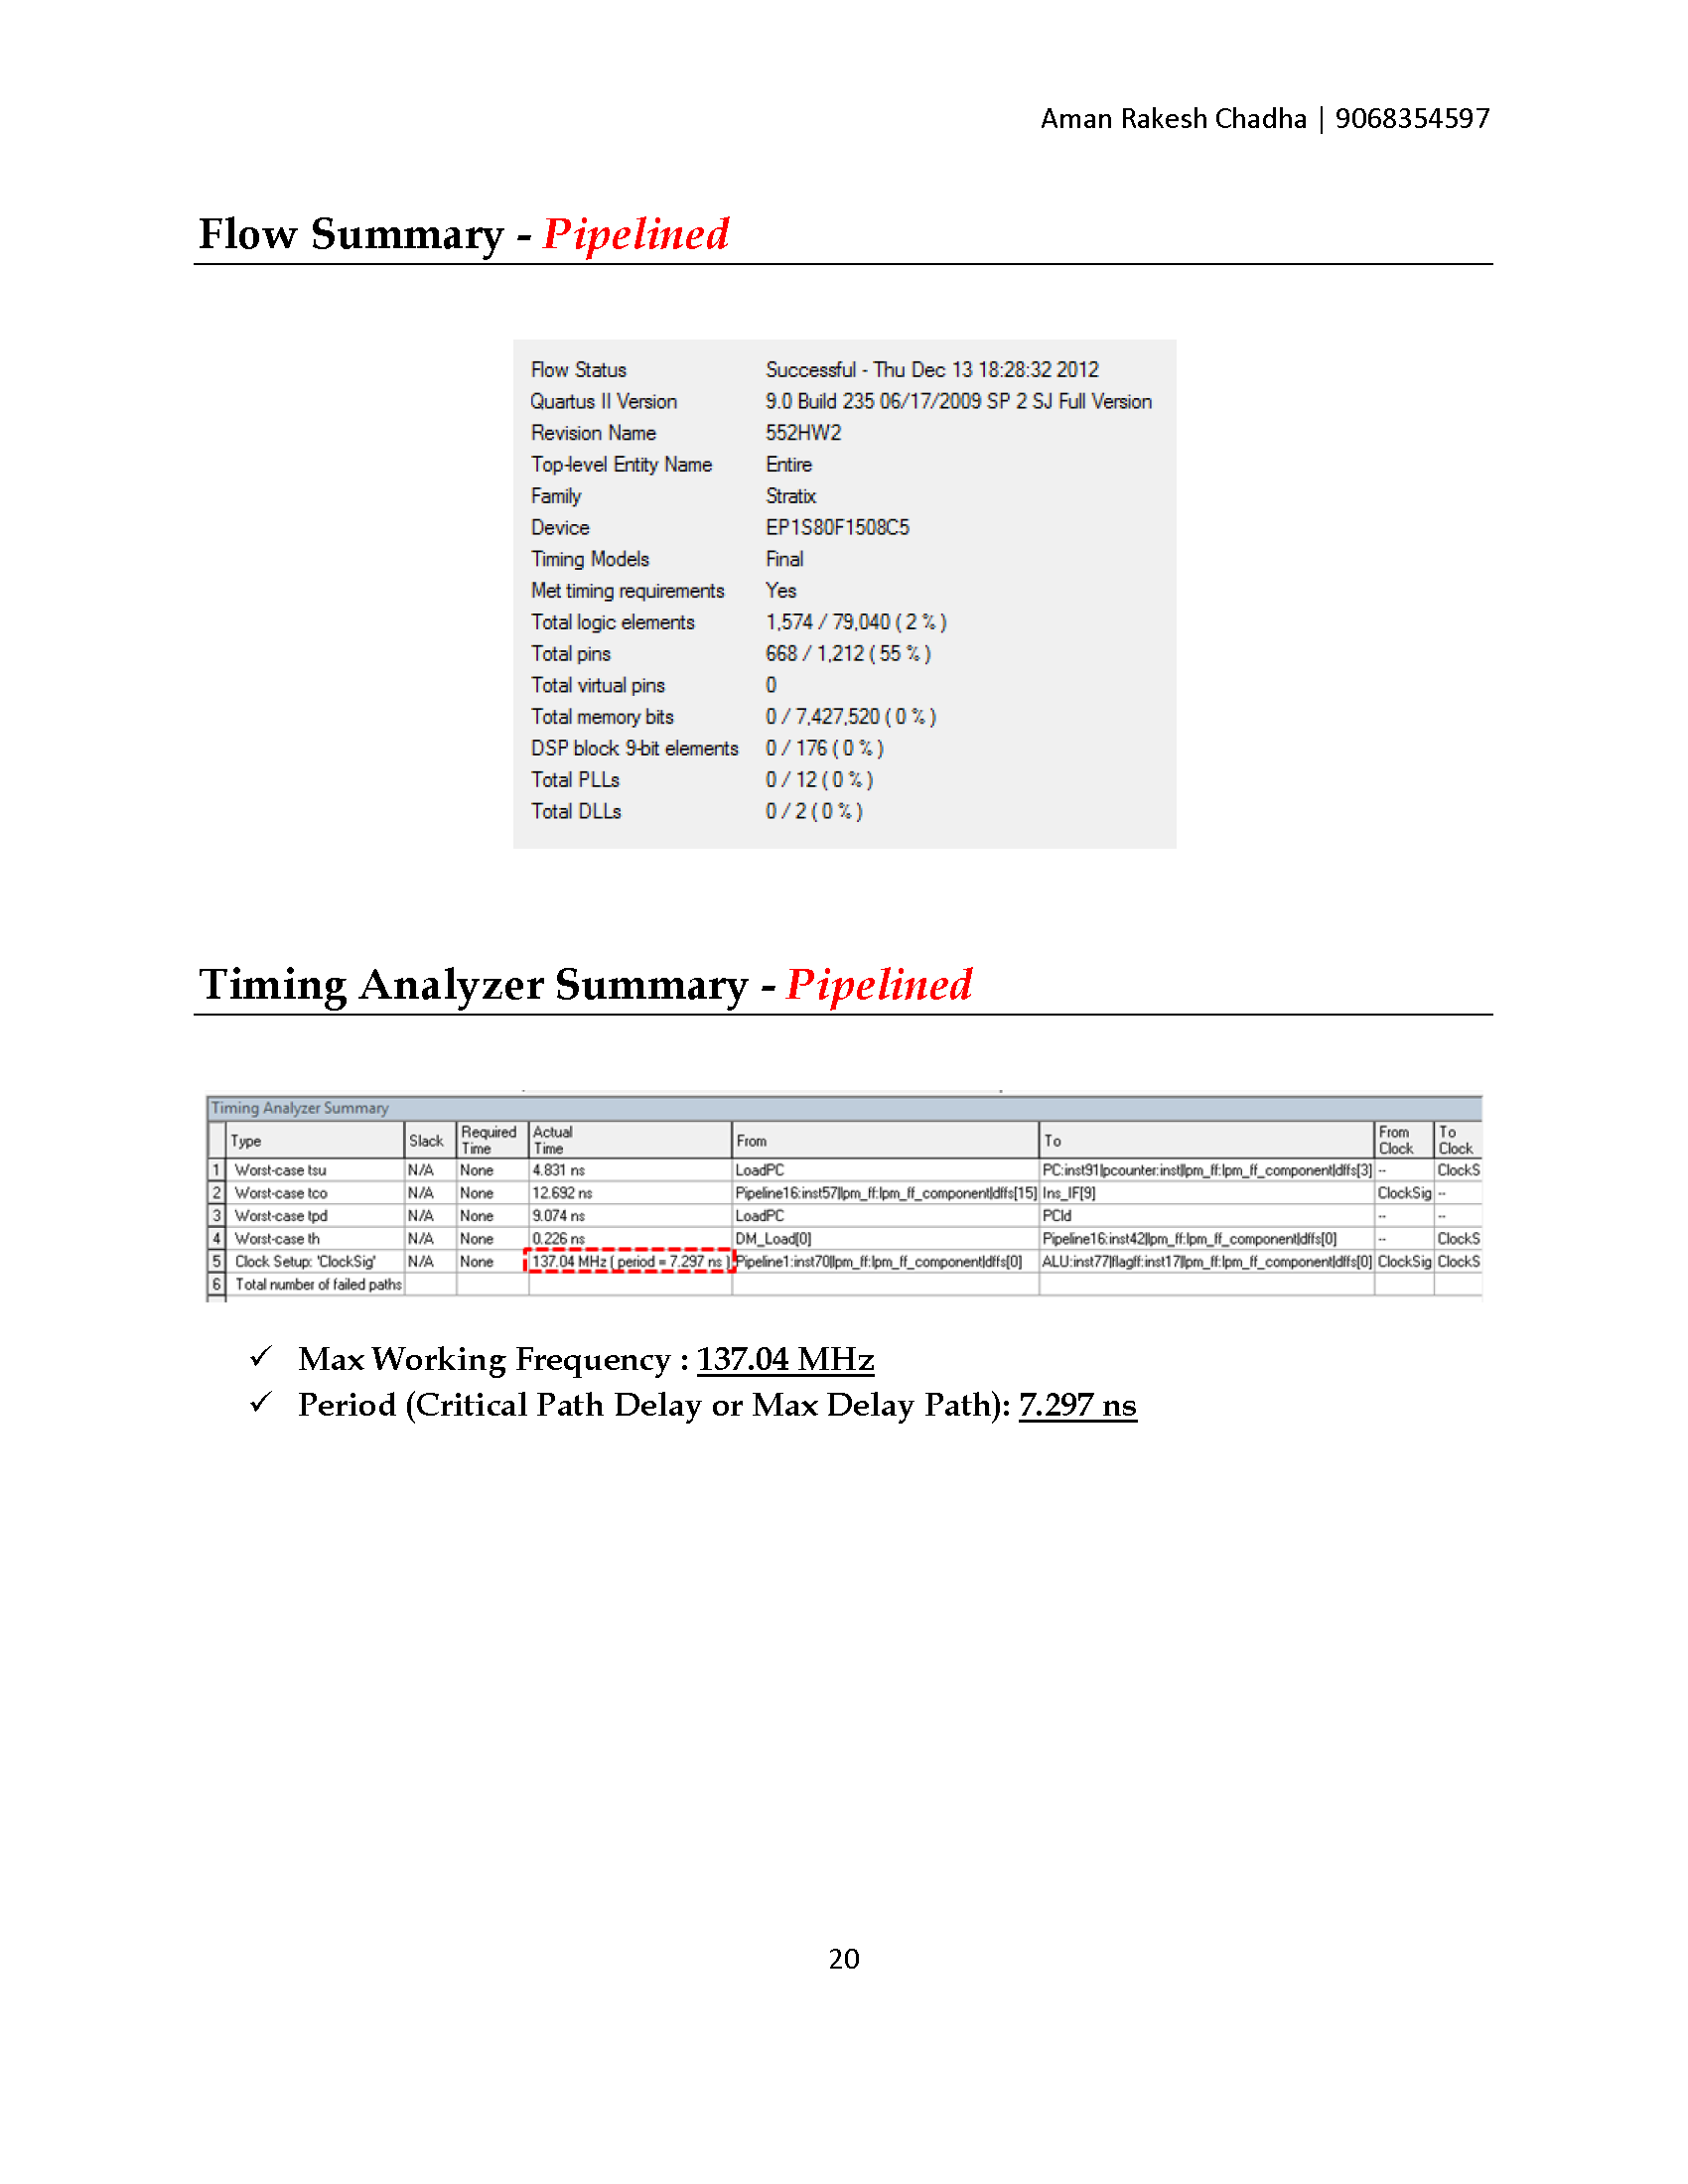 Aman Rakesh Chadha | 9068354597
Flow Summary - Pipelined
Flow Status Successful - Thu Dec 13 18:28:32 2012
Quartus II Version 9.0 Build 235 06/17/2009 SP 2 SJ Full Version
Revision Name 552HW2
Top-level Entity Name Entire
Family Stratix
Device EP1S80F1508C5
Timing Models Final
Met timing requirements Yes
Total logic elements 1,574 / 79,040 ( 2 % )
Total pins 668 / 1,212 ( 55 % )
Total virtual pins 0
Total memory bits 0 / 7,427,520 ( 0 % )
DSP block 9-bit elements 0 / 176 ( 0 % )
Total PLLs 0 / 12 ( 0 % )
Total DLLs 0 / 2 ( 0 % )
Timing Analyzer Summary - Pipelined
Timing Analyzer Summary
Type Slack Required Time Actual Time From To From Clock To Clock
1 Worst-case tsu N/A None 4.831 ns LoadPC PC:inst91|pcounter:inst|lpm_ff:lpm_ff_component|dffs[3] -- ClockS
2 Worst-case tco N/A None 12.692 ns Pipeline16:inst57|lpm_ff:lpm_ff_component|dffs[15] Ins_IF[9] ClockSig --
3 Worst-case tpd N/A None 9.074 ns LoadPC PCld -- --
4 Worst-case th N/A None 0.226 ns DM_Load[0] Pipeline16:inst42|lpm_ff:lpm_ff_component|dffs[0] -- ClockS
5 Clock Setup: 'ClockSig' N/A None 137.04 MHz ( period = 7.297 ns ) Pipeline1:inst70|lpm_ff:lpm_ff_component|dffs[0] ALU:inst77|flagff:inst17|lpm_ff:lpm_ff_component|dffs[0] ClockSig ClockS
6 Total number of failed paths
✓ Max Working Frequency : 137.04 MHz
✓ Period (Critical Path Delay or Max Delay Path): 7.297 ns
20